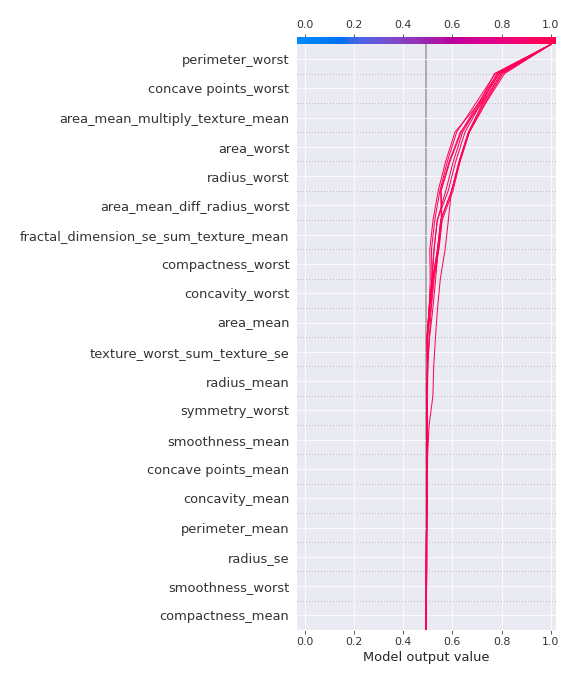 0.0 0.2 0.4 0.6 0.8 1.0
perimeter_worst
concave points_worst
area_mean_multiply_texture_mean
area_worst
radius_worst
area_mean_diff_radius_worst
fractal_dimension_se_sum_texture_mean
compactness_worst
concavity_worst
area_mean
texture_worst_sum_texture_se
radius_mean
symmetry_worst
smoothness_mean
concave points_mean
concavity_mean
perimeter_mean
radius_se
smoothness_worst
compactness_mean
0.0 0.2 0.4 0.6 0.8 1.0
Model output value